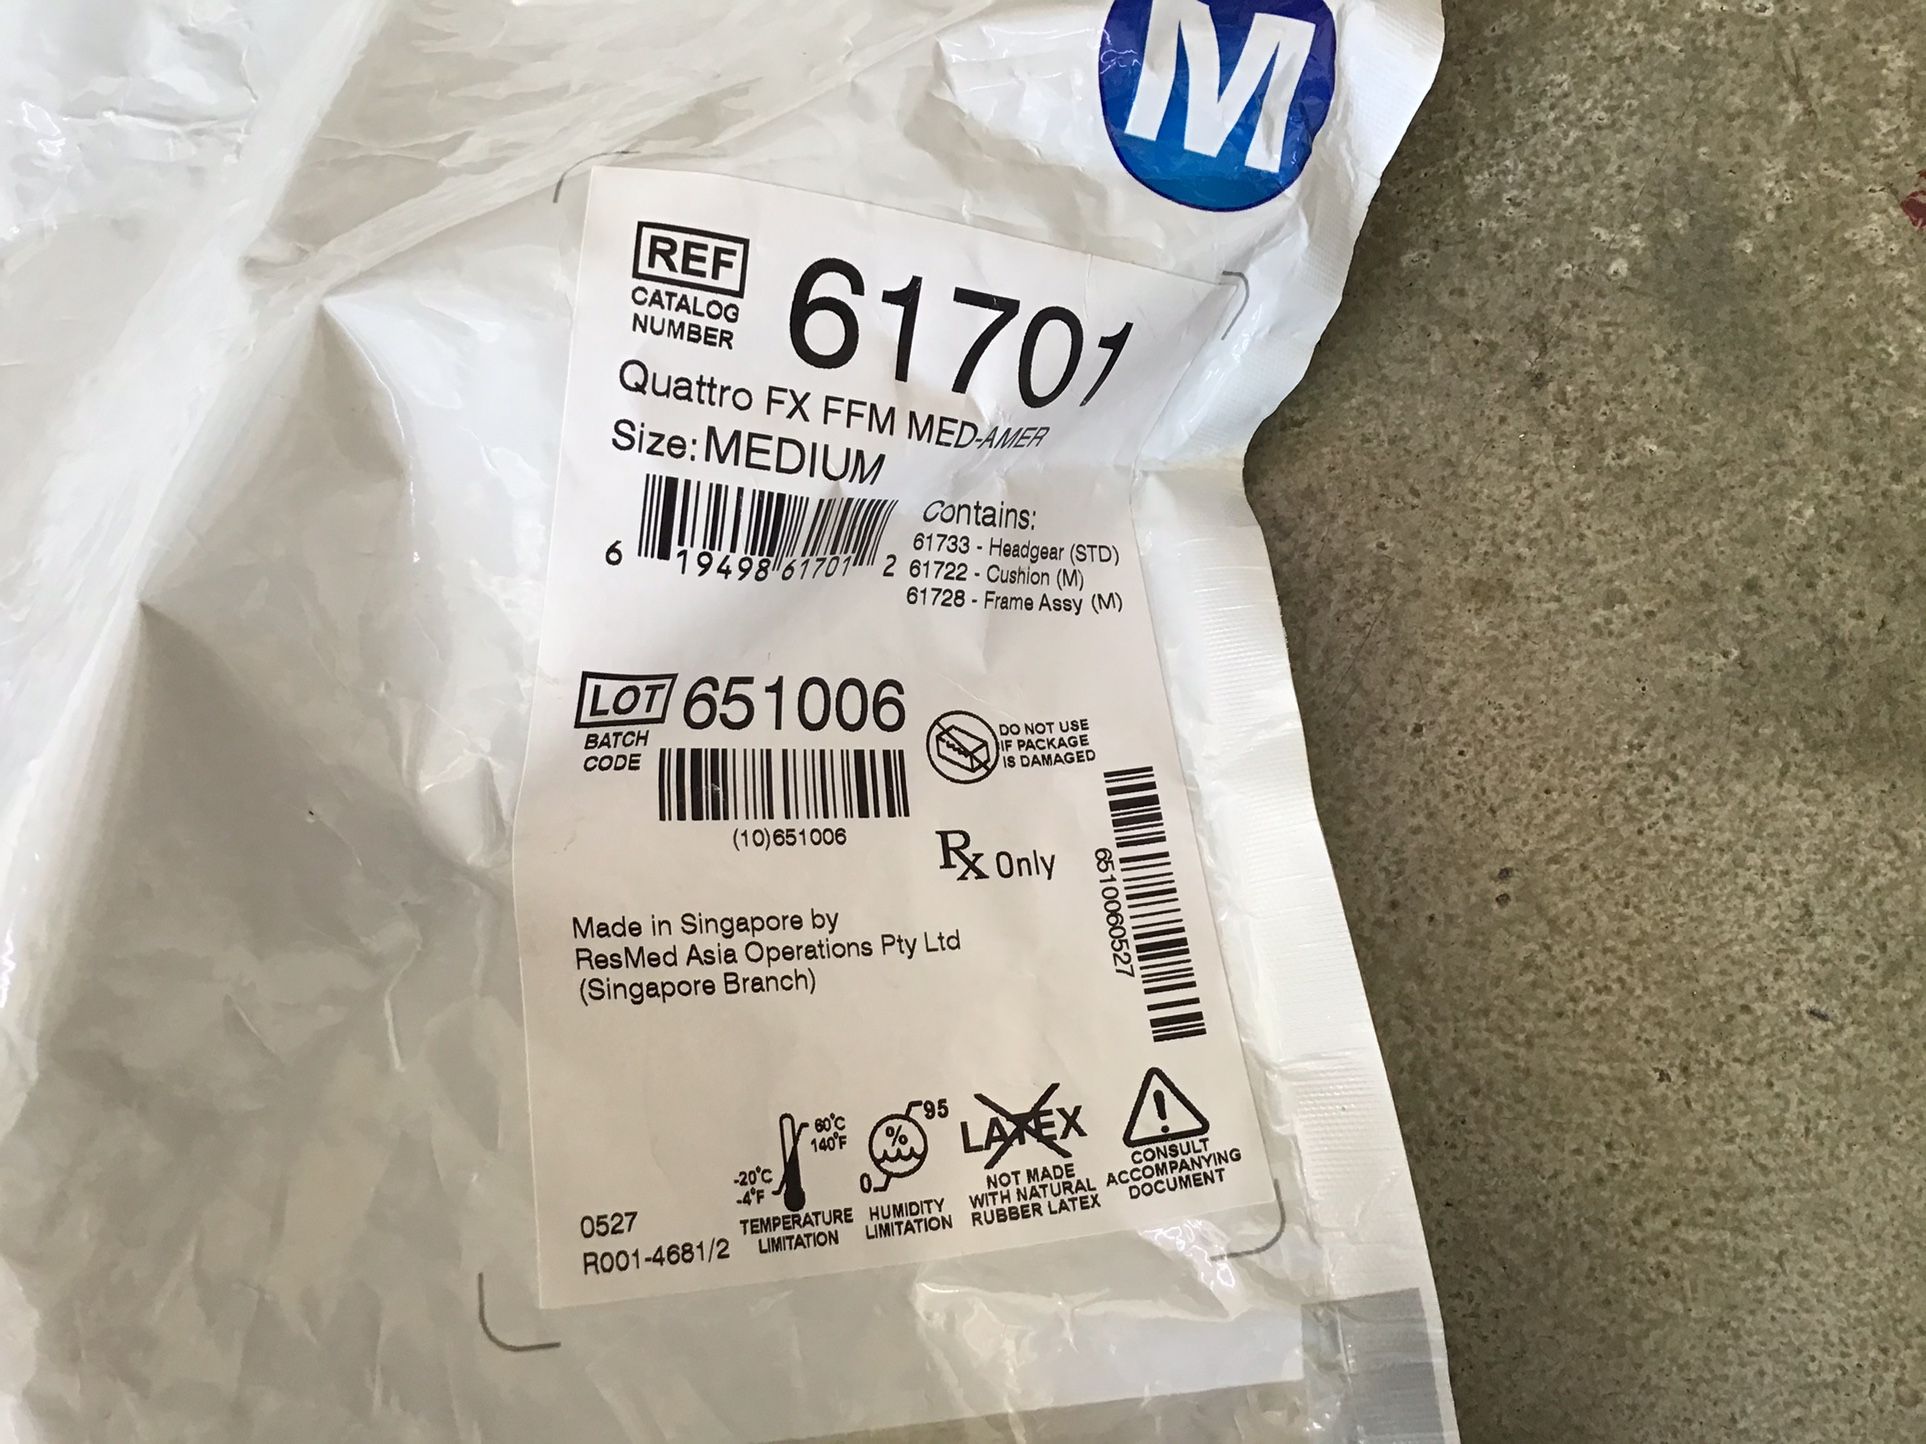 M
REF
CATALOG
NUMBER
61701
Quattro FX FFM MED-AMER
Size: MEDIUM
6 19498 61701 2
Contains:
61733 - Headgear (STD)
61722 - Cushion (M)
61728 - Frame Assy (M)
LOT 651006
BATCH
CODE
(10)651006
DO NOT USE
IF PACKAGE
IS DAMAGED
Rx Only
6510060527
Made in Singapore by
ResMed Asia Operations Pty Ltd
(Singapore Branch)
60°C
140°F
-20°C
-4°F
TEMPERATURE
LIMITATION
95
%
0
HUMIDITY
LIMITATION
LATEX
NOT MADE
WITH NATURAL
RUBBER LATEX
!
CONSULT
ACCOMPANYING
DOCUMENT
0527
R001-4681/2